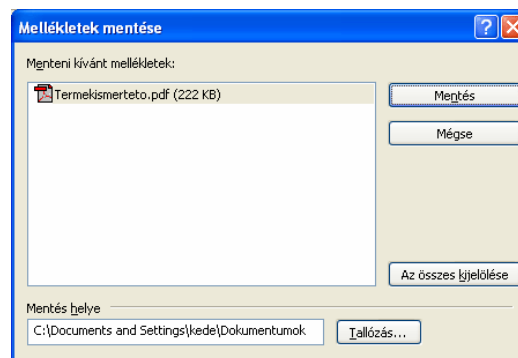 Mellékletek mentése
Menteni kívánt mellékletek:
Termekismerteto.pdf (222 KB)
Mentés
Mégse
Az összes kijelölése
Mentés helye
C:\Documents and Settings\kede\Dokumentumok
Tallózás...